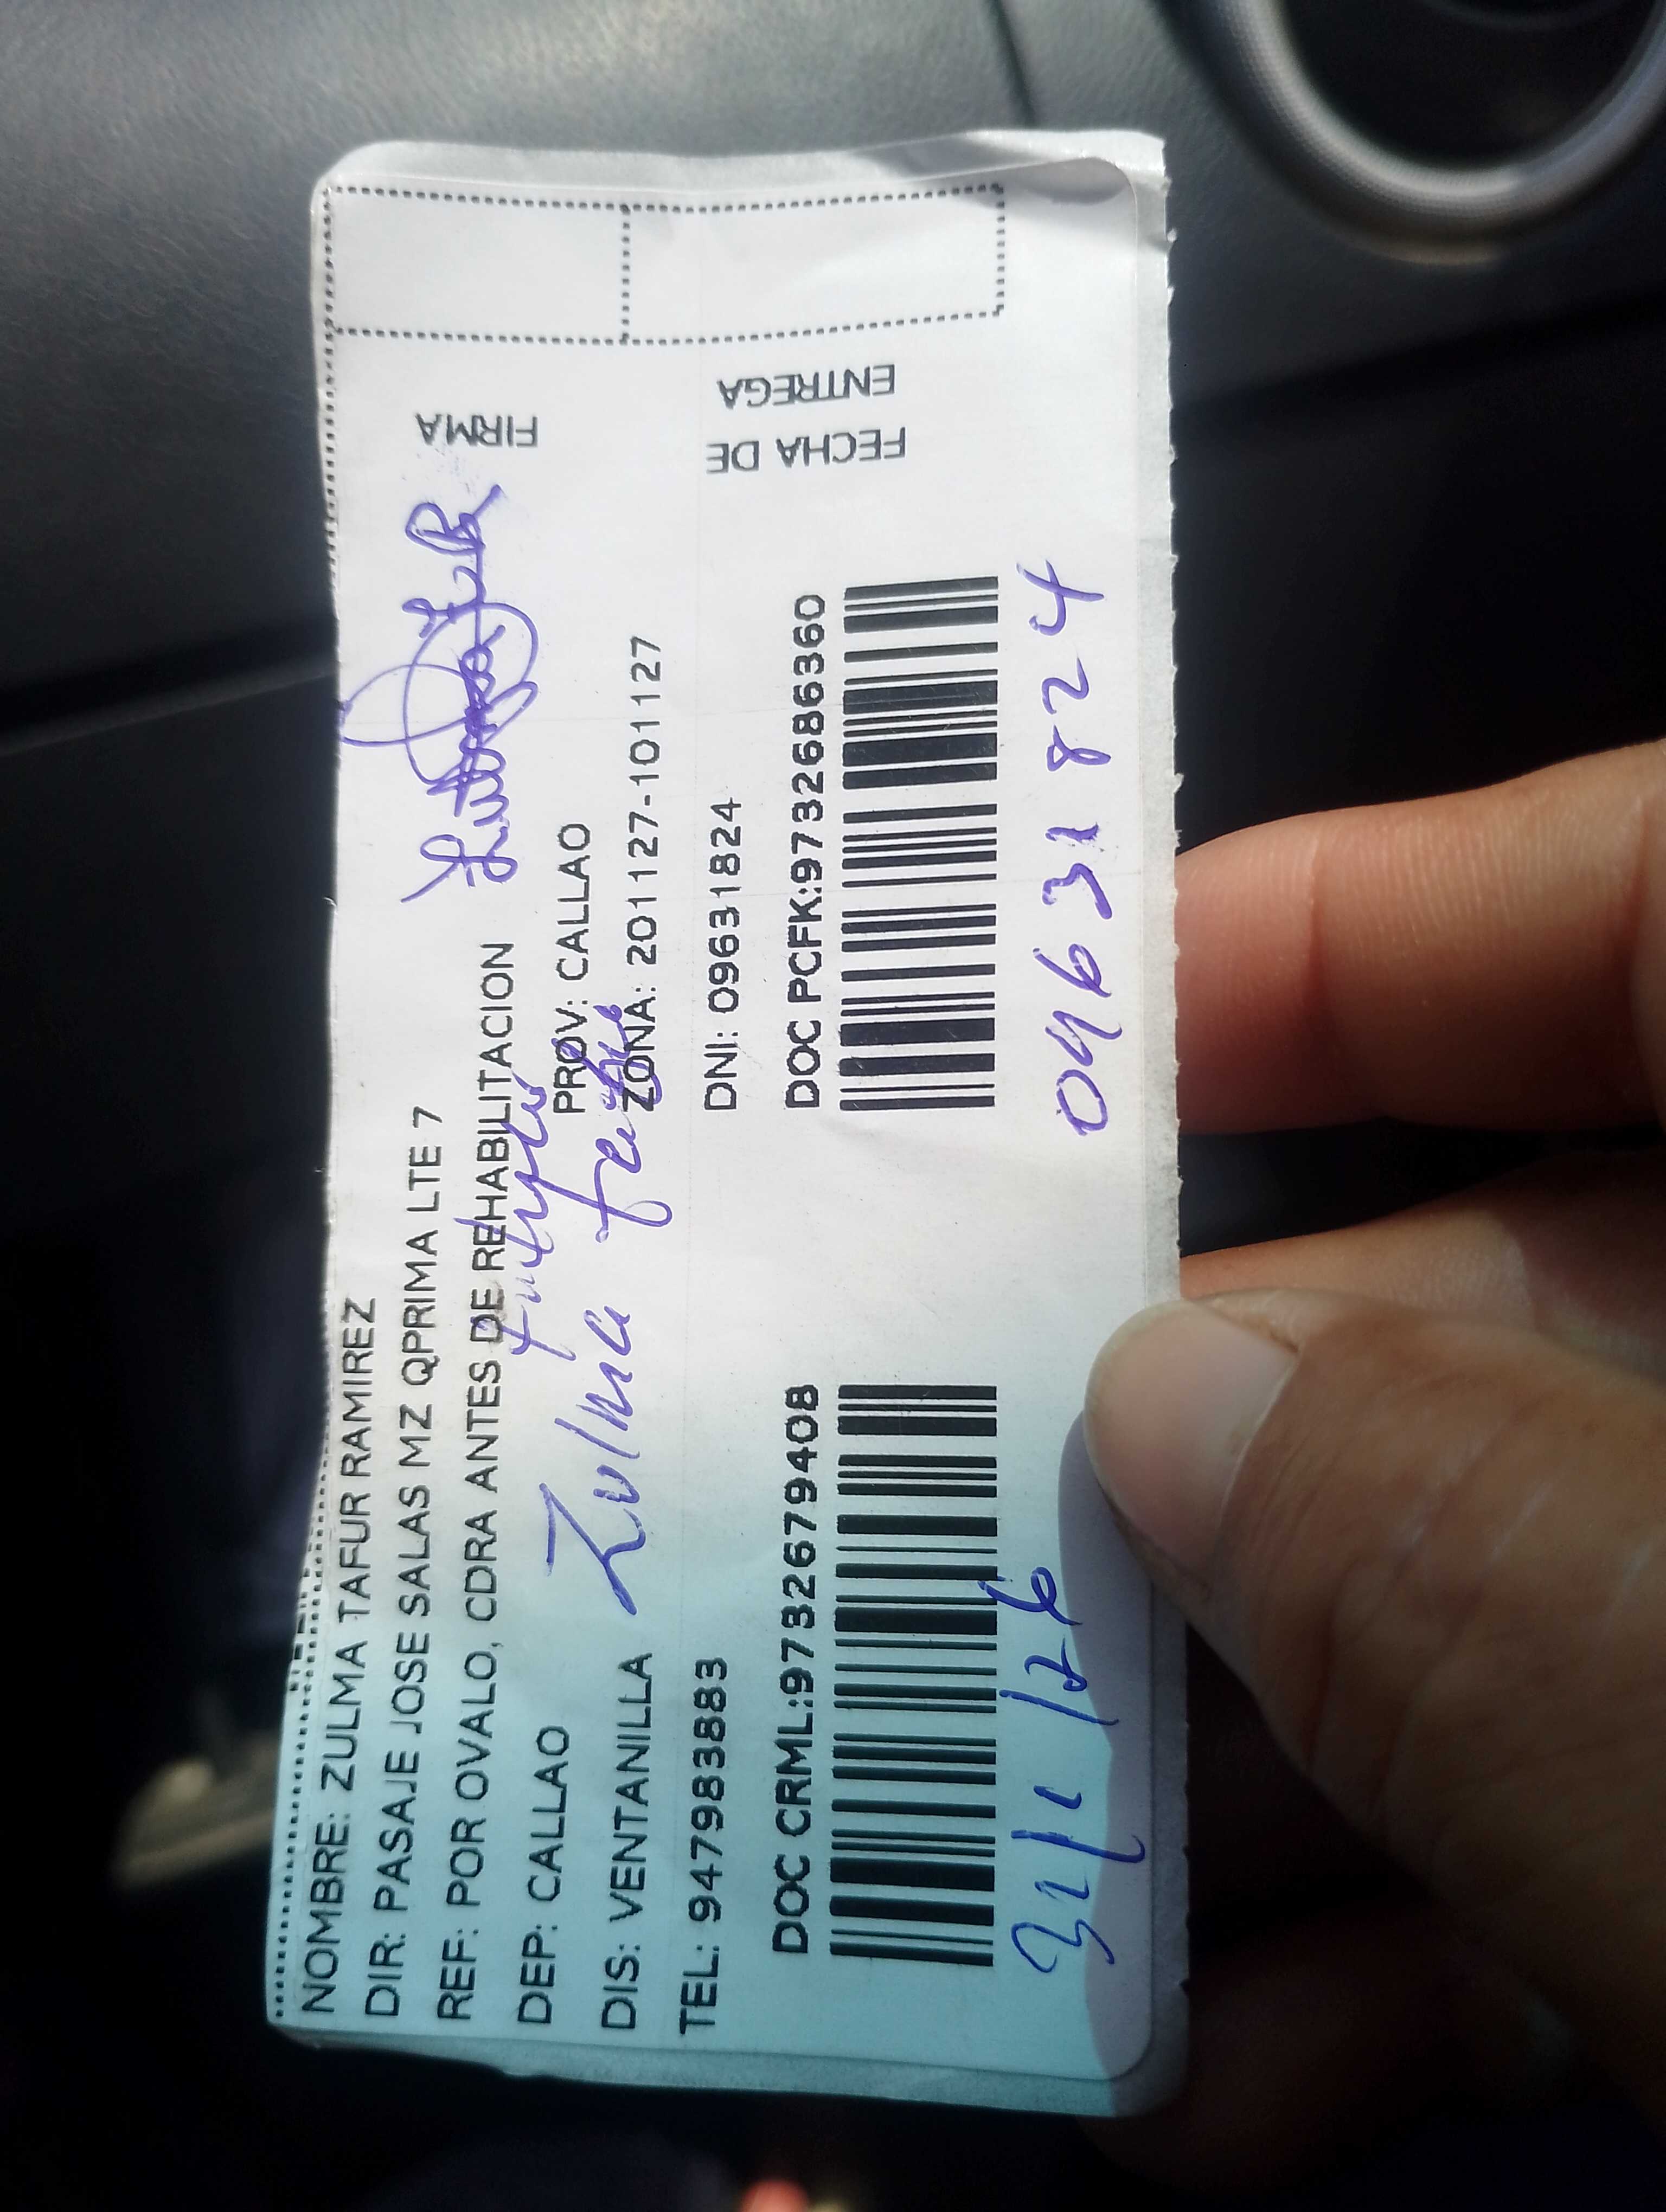 NOMBRE: ZULMA TAFUR RAMIREZ
DIR: PASAJE JOSE SALAS MZ QPRIMA LTE 7
REF: POR OVALO, CDRA ANTES DE REHABILITACION
DEP: CALLAO PROV: CALLAO
DIS: VENTANILLA ZONA: 201127-101127
Zulma
TEL: 947983883 DNI: 09631824
DOC CRML:9732679408 DOC PCFK:9732686360
09631824
FIRMA
FECHA DE
ENTREGA